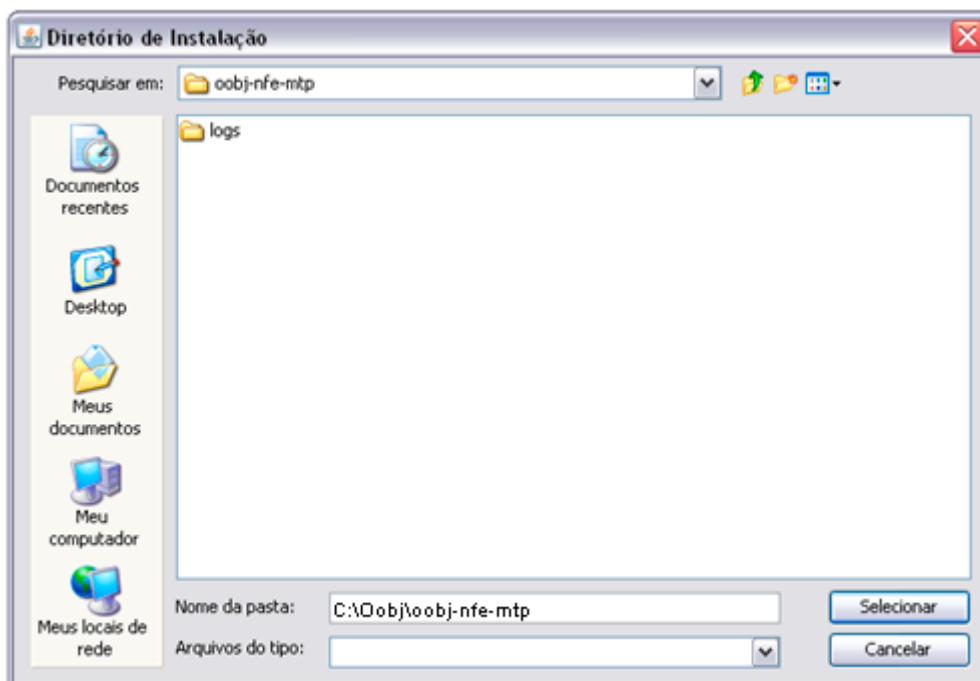 Diretório de Instalação
Pesquisar em:
oobj-nfe-mtp
logs
Documentos
recentes
Desktop
Meus
documentos
Meu
computador
Meus locais de
rede
Nome da pasta:
C:\Oobj\oobj-nfe-mtp
Selecionar
Arquivos do tipo:
Cancelar